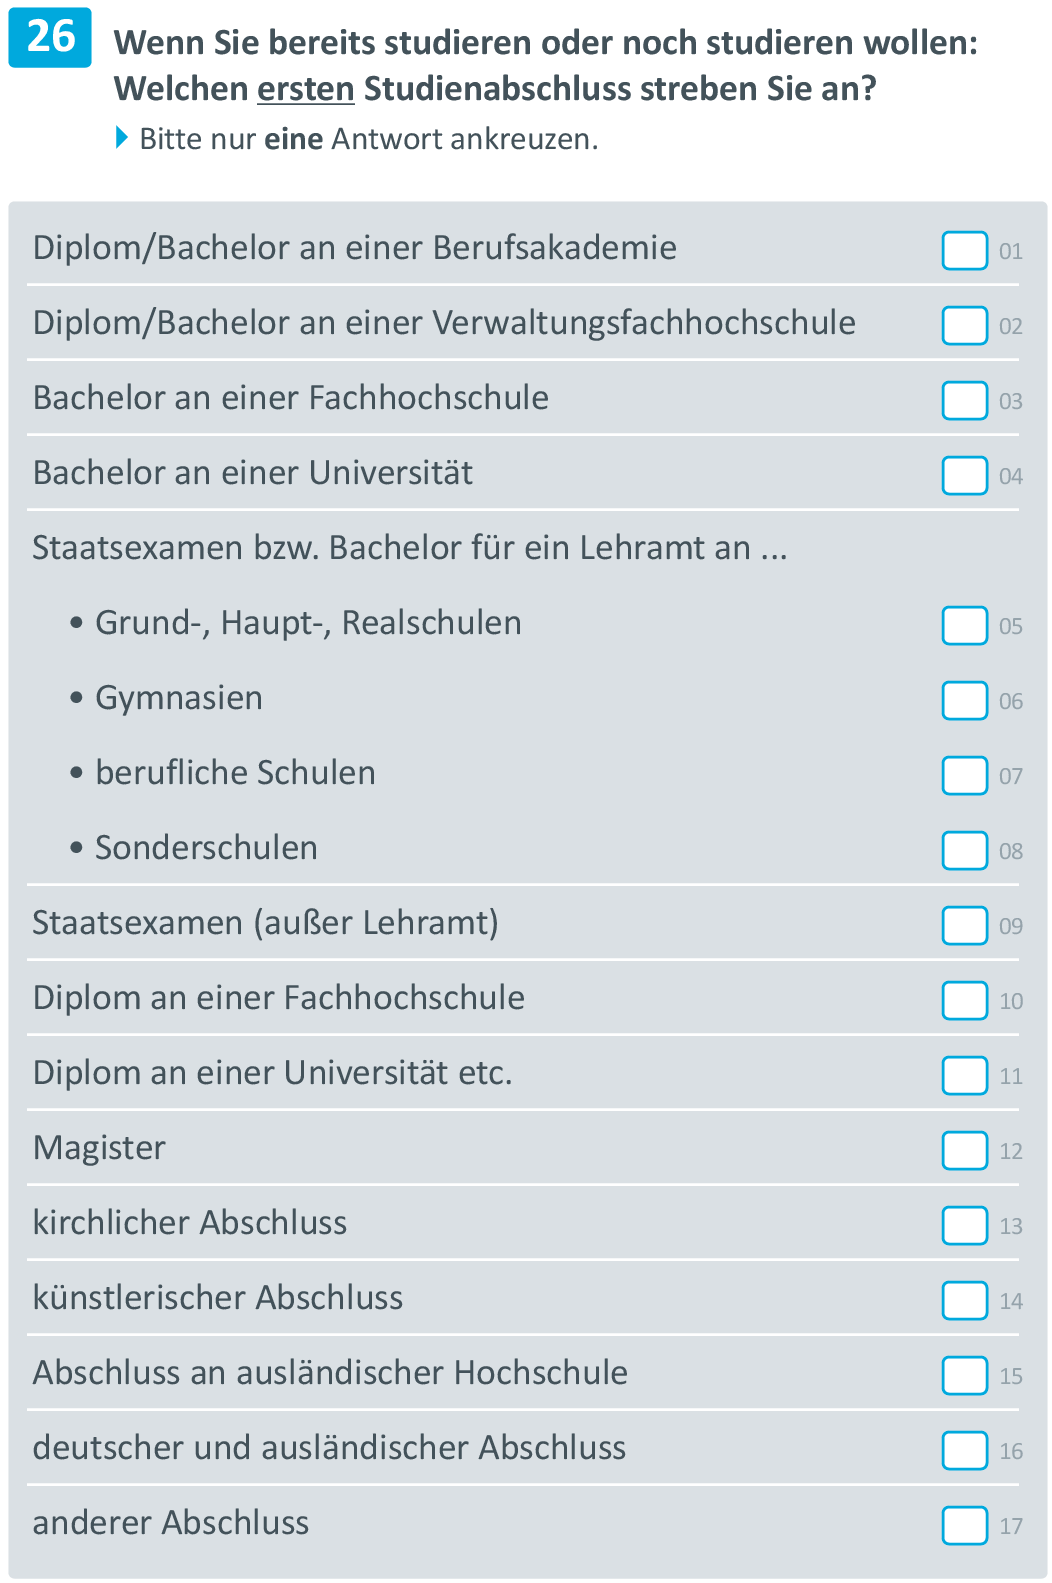 26
Wenn Sie bereits studieren oder noch studieren wollen:
Welchen ersten Studienabschluss streben Sie an?
Bitte nur eine Antwort ankreuzen.
Diplom/Bachelor an einer Berufsakademie 01
Diplom/Bachelor an einer Verwaltungsfachhochschule 02
Bachelor an einer Fachhochschule 03
Bachelor an einer Universität 04
Staatsexamen bzw. Bachelor für ein Lehramt an ...
• Grund-, Haupt-, Realschulen 05
• Gymnasien 06
• berufliche Schulen 07
• Sonderschulen 08
Staatsexamen (außer Lehramt) 09
Diplom an einer Fachhochschule 10
Diplom an einer Universität etc. 11
Magister 12
kirchlicher Abschluss 13
künstlerischer Abschluss 14
Abschluss an ausländischer Hochschule 15
deutscher und ausländischer Abschluss 16
anderer Abschluss 17